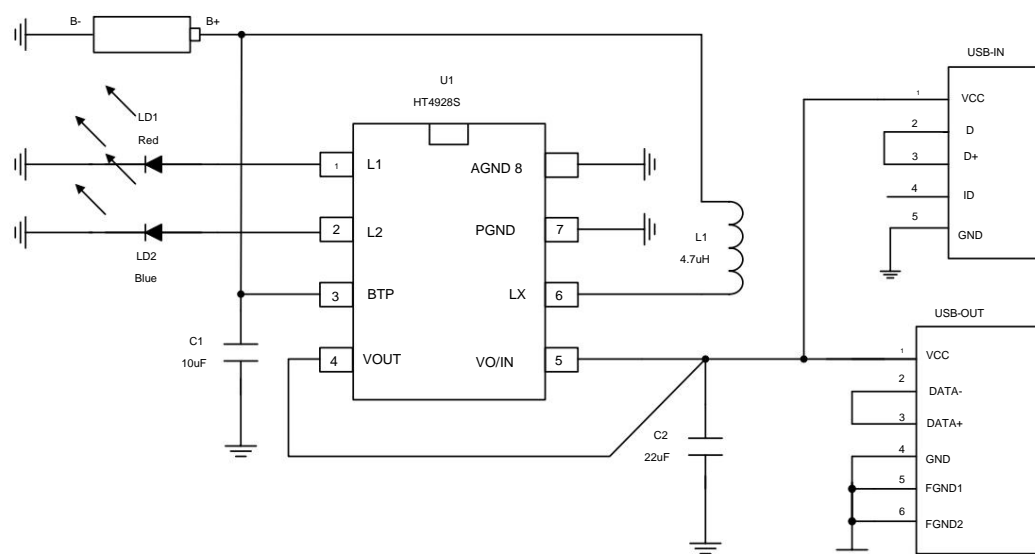 B-
B+
U1
HT4928S
LD1
Red
LD2
Blue
1
L1
2
L2
3
BTP
4
VOUT
AGND 8
PGND
7
LX
6
VO/IN
5
C1
10uF
L1
4.7uH
C2
22uF
USB-IN
1
VCC
2
D
3
D+
4
ID
5
GND
USB-OUT
1
VCC
2
DATA-
3
DATA+
4
GND
5
FGND1
6
FGND2